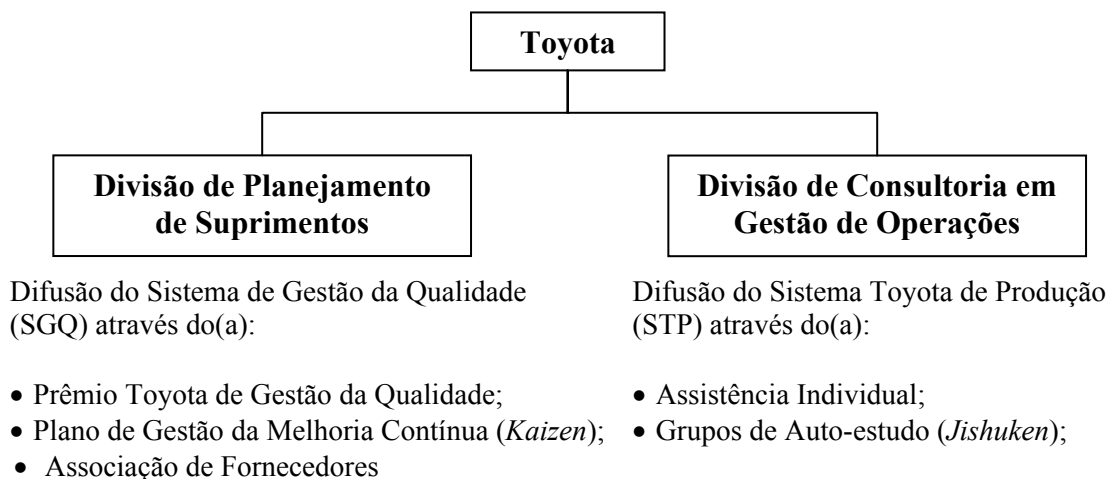 Toyota
Divisão de Planejamento
de Suprimentos
Divisão de Consultoria em
Gestão de Operações
Difusão do Sistema de Gestão da Qualidade
(SGQ) através do(a):
• Prêmio Toyota de Gestão da Qualidade;
• Plano de Gestão da Melhoria Contínua (Kaizen);
• Associação de Fornecedores
Difusão do Sistema Toyota de Produção
(STP) através do(a):
• Assistência Individual;
• Grupos de Auto-estudo (Jishuken);